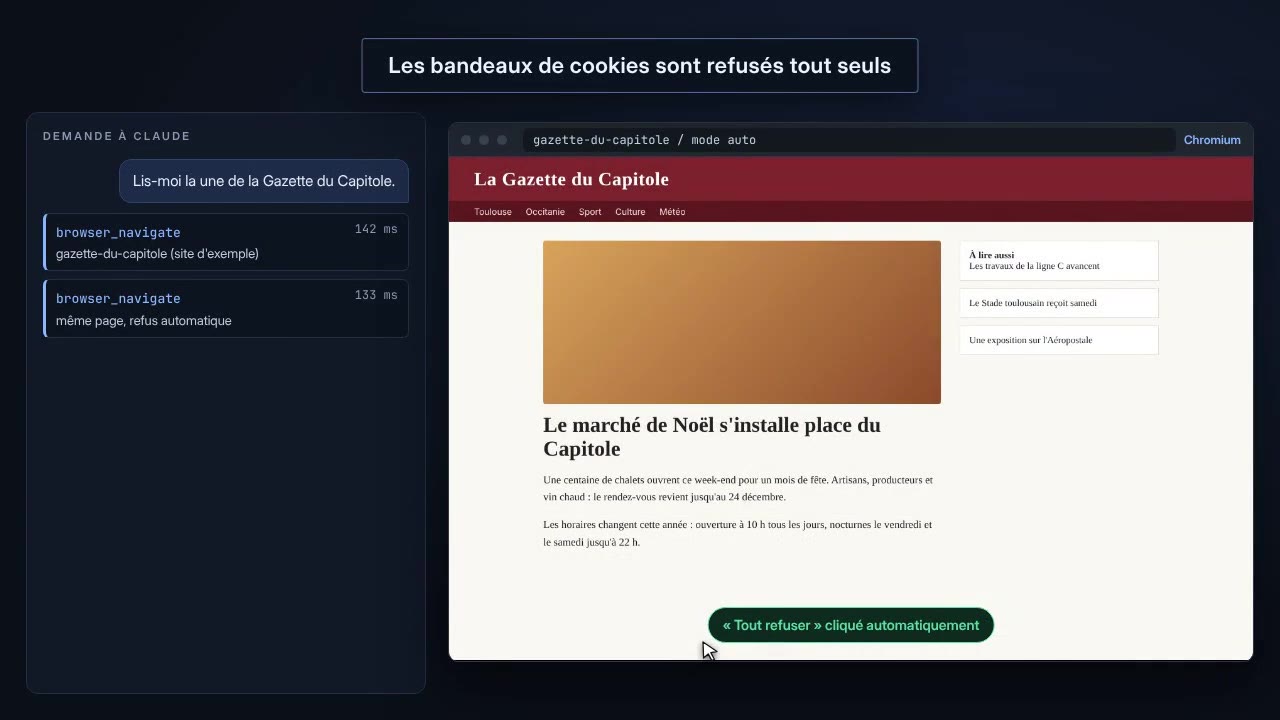 Les bandeaux de cookies sont refusés tout seuls
DEMANDE À CLAUDE
Lis-moi la une de la Gazette du Capitole.
browser_navigate
142 ms
gazette-du-capitole (site d'exemple)
browser_navigate
133 ms
même page, refus automatique
gazette-du-capitole / mode auto
Chromium
La Gazette du Capitole
Toulouse Occitanie Sport Culture Météo
À lire aussi
Les travaux de la ligne C avancent
Le Stade toulousain reçoit samedi
Une exposition sur l'Aéropostale
Le marché de Noël s'installe place du
Capitole
Une centaine de chalets ouvrent ce week-end pour un mois de fête. Artisans, producteurs et
vin chaud : le rendez-vous revient jusqu'au 24 décembre.
Les horaires changent cette année : ouverture à 10 h tous les jours, nocturnes le vendredi et
le samedi jusqu'à 22 h.
« Tout refuser » cliqué automatiquement